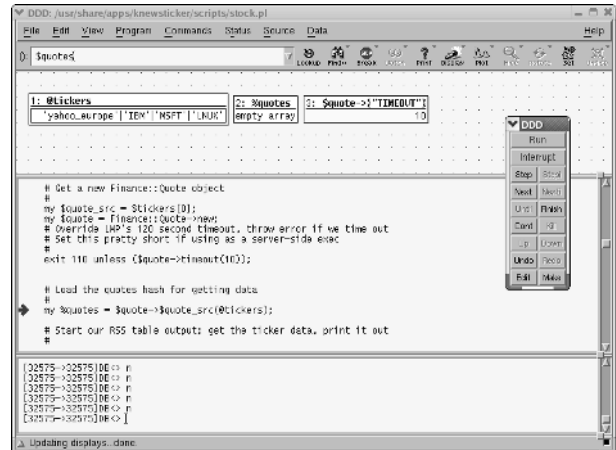 DDD: /usr/share/apps/knewsticker/scripts/stock.pl
File Edit View Program Commands Status Source Data Help
(): $quotes
Lookup Find» Break Print Display Plot Set
1: @tickers
'yahoo_europe'|'IBM'|'MSFT'|'LNUX'
2: %quotes
empty array
3: $quote->{"TIMEOUT"}
10
DDD
Run
Interrupt
Step Stepi
Next Nexti
Until Finish
Cont Kill
Up Down
Undo Redo
Edit Make
# Get a new Finance::Quote object
#
my $quote_src = $tickers[0];
my $quote = Finance::Quote->new;
# Override LWP's 120 second timeout, throw error if we time out
# Set this pretty short if using as a server-side exec
#
exit 110 unless ($quote->timeout(10));
# Load the quotes hash for getting data
#
my %quotes = $quote->$quote_src(@tickers);
# Start our RSS table output; get the ticker data, print it out
#
[32575->32575]DB<> n
[32575->32575]DB<> n
[32575->32575]DB<> n
[32575->32575]DB<> n
[32575->32575]DB<> n
[32575->32575]DB<>
Updating displays...done.